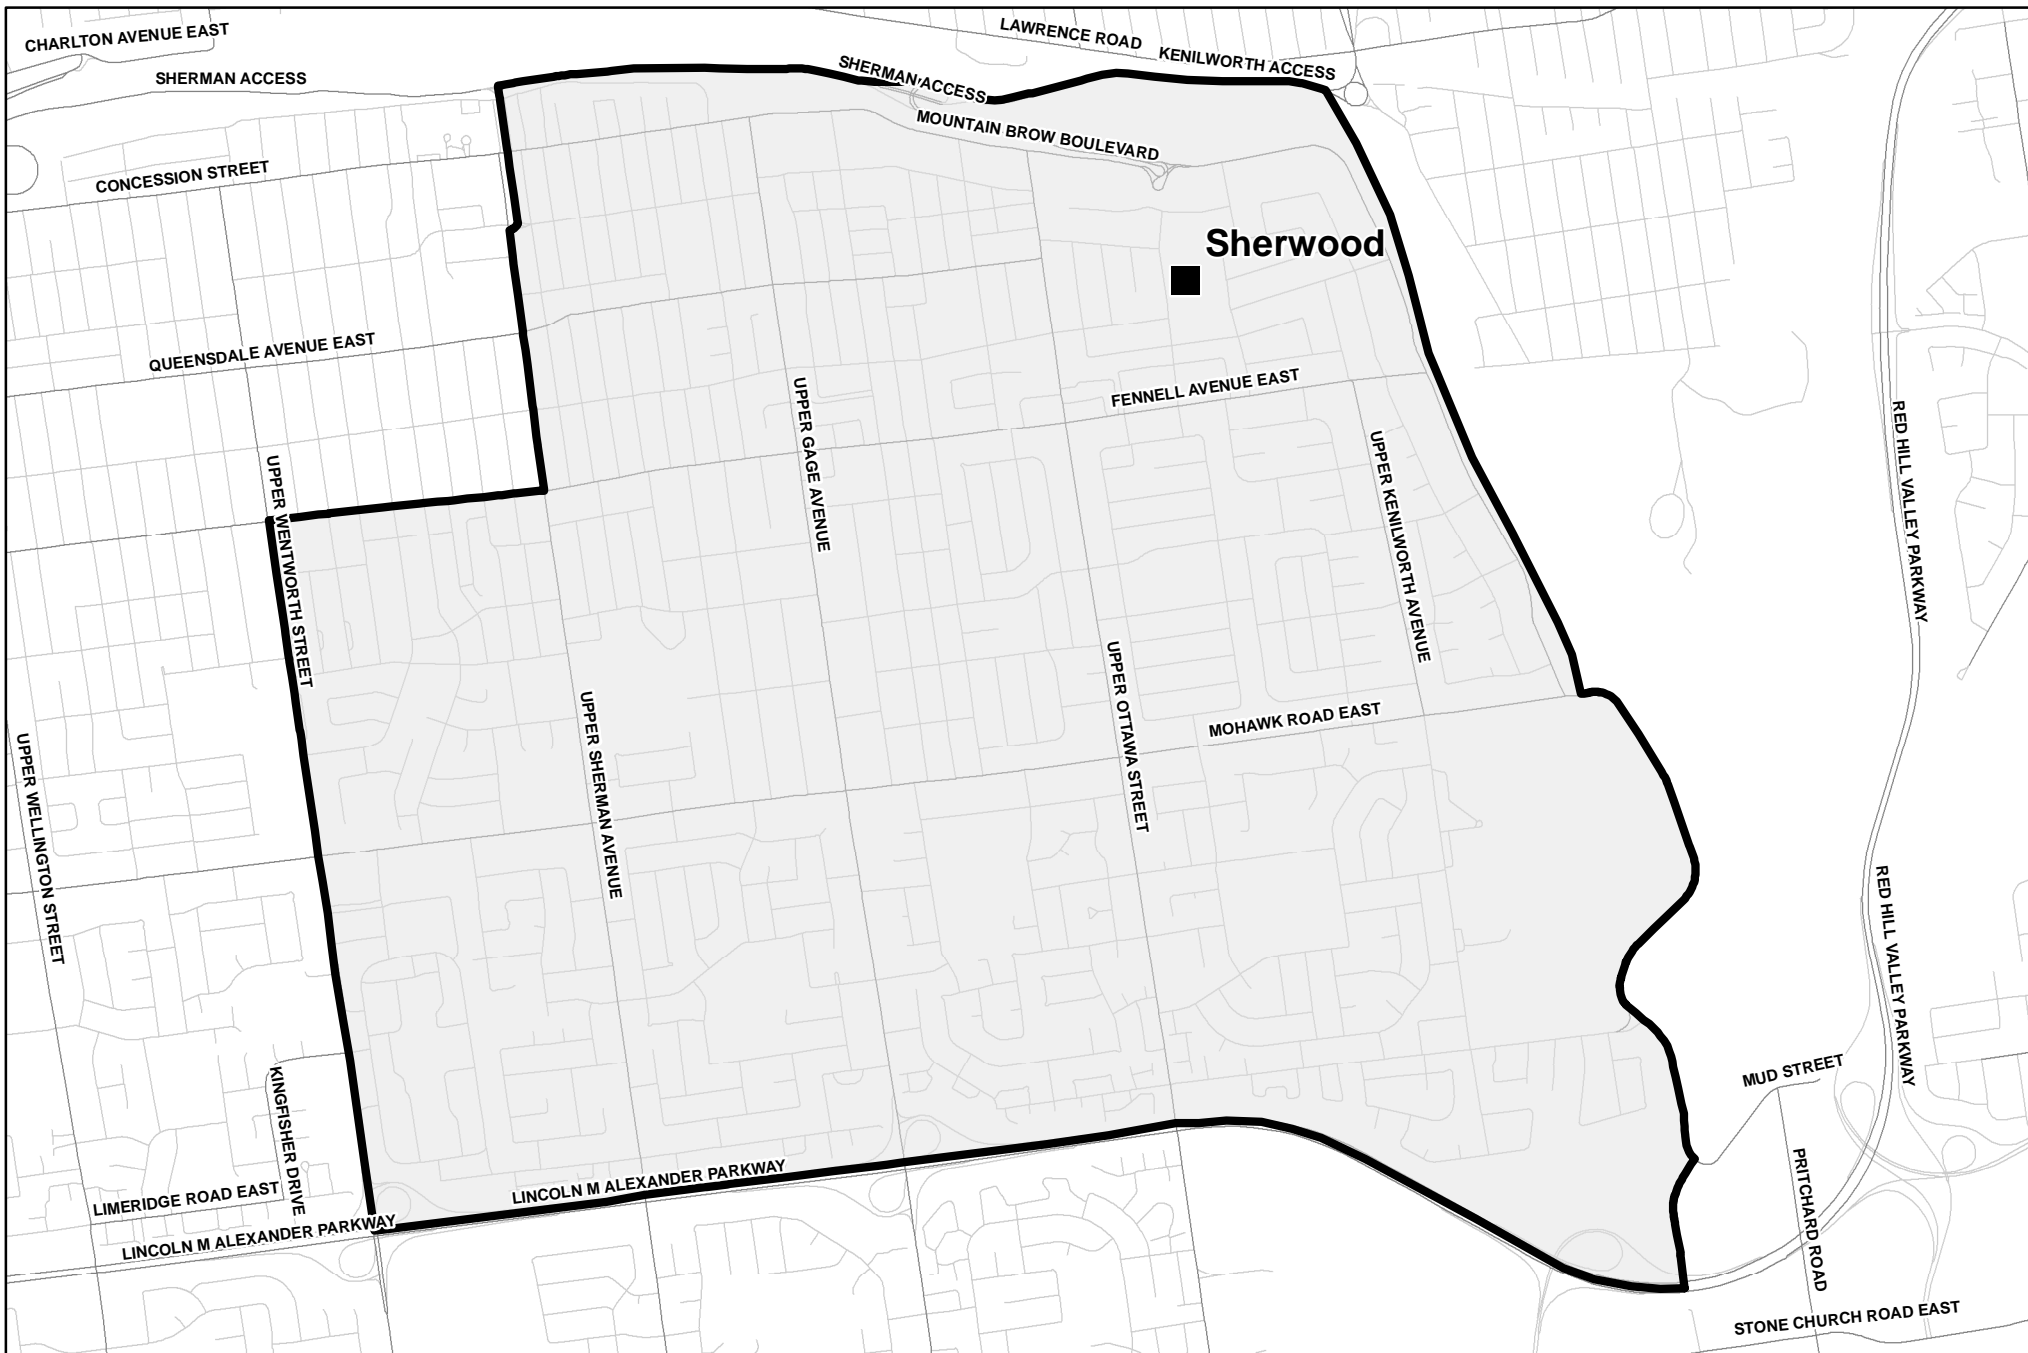 CHARLTON AVENUE EAST
LAWRENCE ROAD
KENILWORTH ACCESS
SHERMAN ACCESS
SHERMAN ACCESS
MOUNTAIN BROW BOULEVARD
CONCESSION STREET
Sherwood
QUEENSDALE AVENUE EAST
FENNELL AVENUE EAST
UPPER GAGE AVENUE
RED HILL VALLEY PARKWAY
UPPER KENILWORTH AVENUE
UPPER WENTWORTH STREET
UPPER OTTAWA STREET
UPPER SHERMAN AVENUE
MOHAWK ROAD EAST
UPPER WELLINGTON STREET
RED HILL VALLEY PARKWAY
MUD STREET
KINGFISHER DRIVE
PRITCHARD ROAD
LINCOLN M ALEXANDER PARKWAY
LIMERIDGE ROAD EAST
LINCOLN M ALEXANDER PARKWAY
STONE CHURCH ROAD EAST